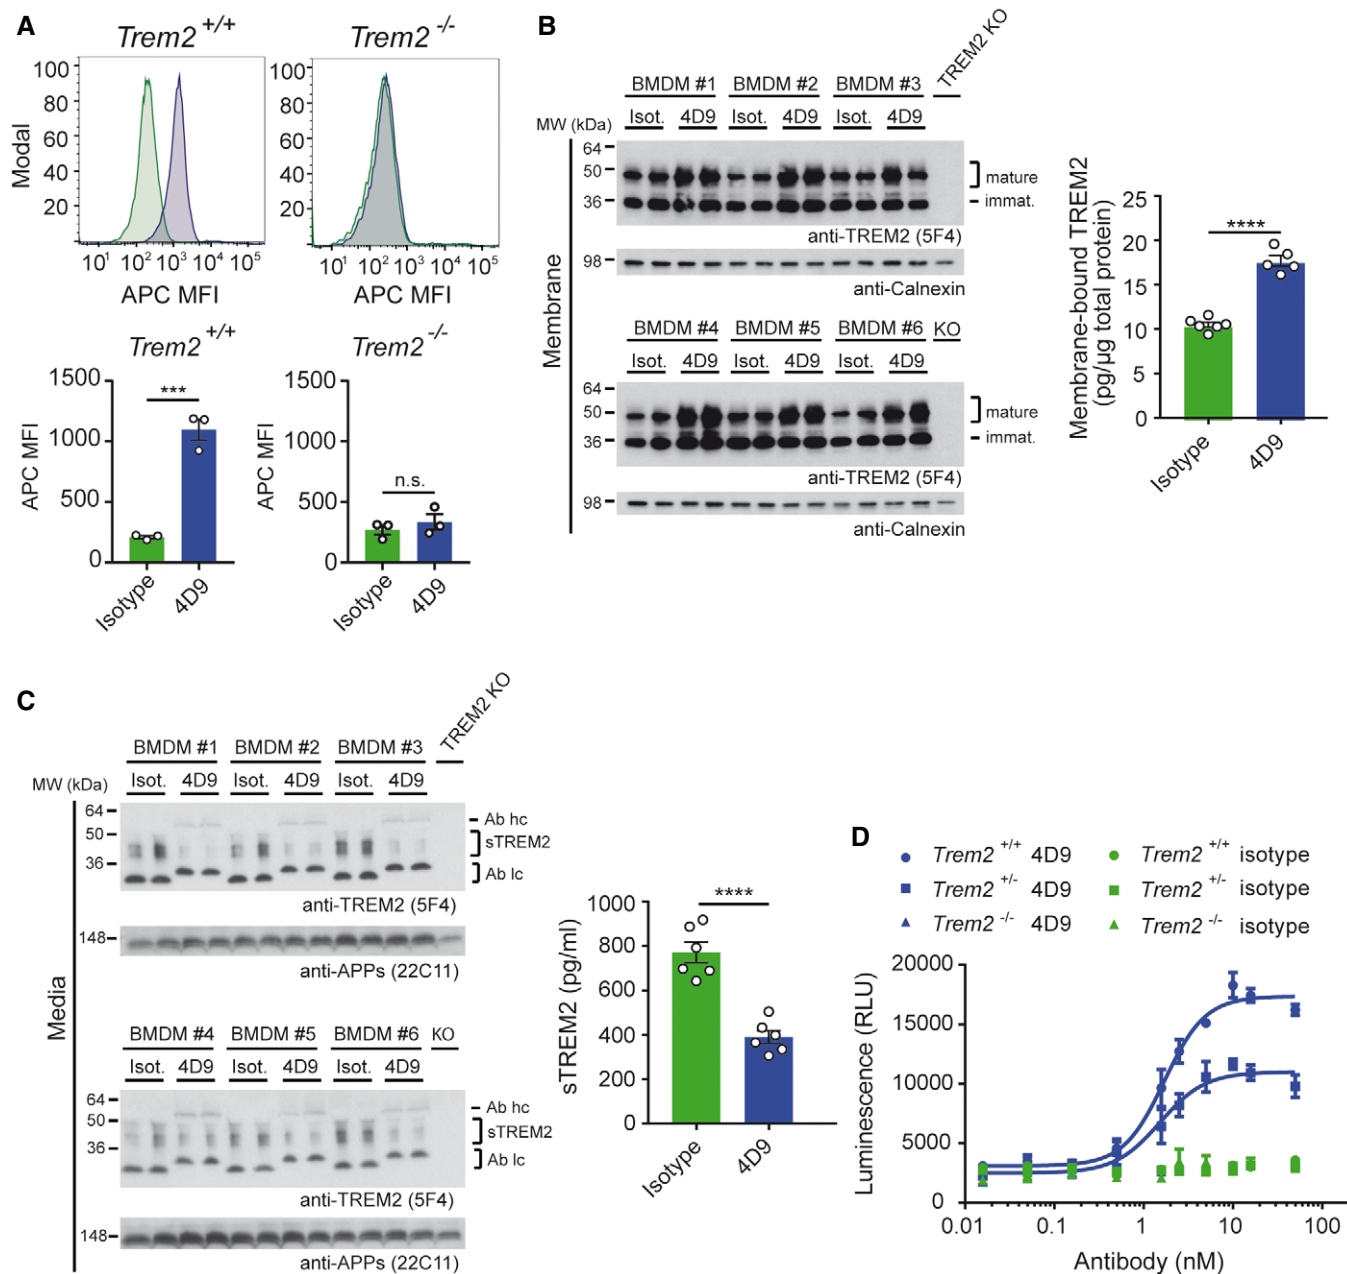 A
Trem2 +/+
Trem2 -/-
100
80
60
40
20
Modal
10¹ 10² 10³ 10⁴ 10⁵
APC MFI
100
80
60
40
20
10¹ 10² 10³ 10⁴ 10⁵
APC MFI
Trem2 +/+
1500
1000
500
0
APC MFI
***
Isotype
4D9
Trem2 -/-
1500
1000
500
0
APC MFI
n.s.
Isotype
4D9
B
BMDM #1 BMDM #2 BMDM #3 TREM2 KO
MW (kDa) Isot. 4D9 Isot. 4D9 Isot. 4D9
64
50
36
mature
immat.
anti-TREM2 (5F4)
98
anti-Calnexin
Membrane
BMDM #4 BMDM #5 BMDM #6 KO
Isot. 4D9 Isot. 4D9 Isot. 4D9
64
50
36
mature
immat.
anti-TREM2 (5F4)
98
anti-Calnexin
Membrane-bound TREM2
(pg/µg total protein)
25
20
15
10
5
0
****
Isotype
4D9
C
BMDM #1 BMDM #2 BMDM #3 TREM2 KO
MW (kDa) Isot. 4D9 Isot. 4D9 Isot. 4D9
64
50
36
Ab hc
sTREM2
Ab lc
anti-TREM2 (5F4)
148
anti-APPs (22C11)
Media
BMDM #4 BMDM #5 BMDM #6 KO
Isot. 4D9 Isot. 4D9 Isot. 4D9
64
50
36
Ab hc
sTREM2
Ab lc
anti-TREM2 (5F4)
148
anti-APPs (22C11)
sTREM2 (pg/ml)
1000
800
600
400
200
0
****
Isotype
4D9
D
Trem2 +/+ 4D9 Trem2 +/+ isotype
Trem2 +/- 4D9 Trem2 +/- isotype
Trem2 -/- 4D9 Trem2 -/- isotype
Luminescence (RLU)
20000
15000
10000
5000
0
0.01 0.1 1 10 100
Antibody (nM)